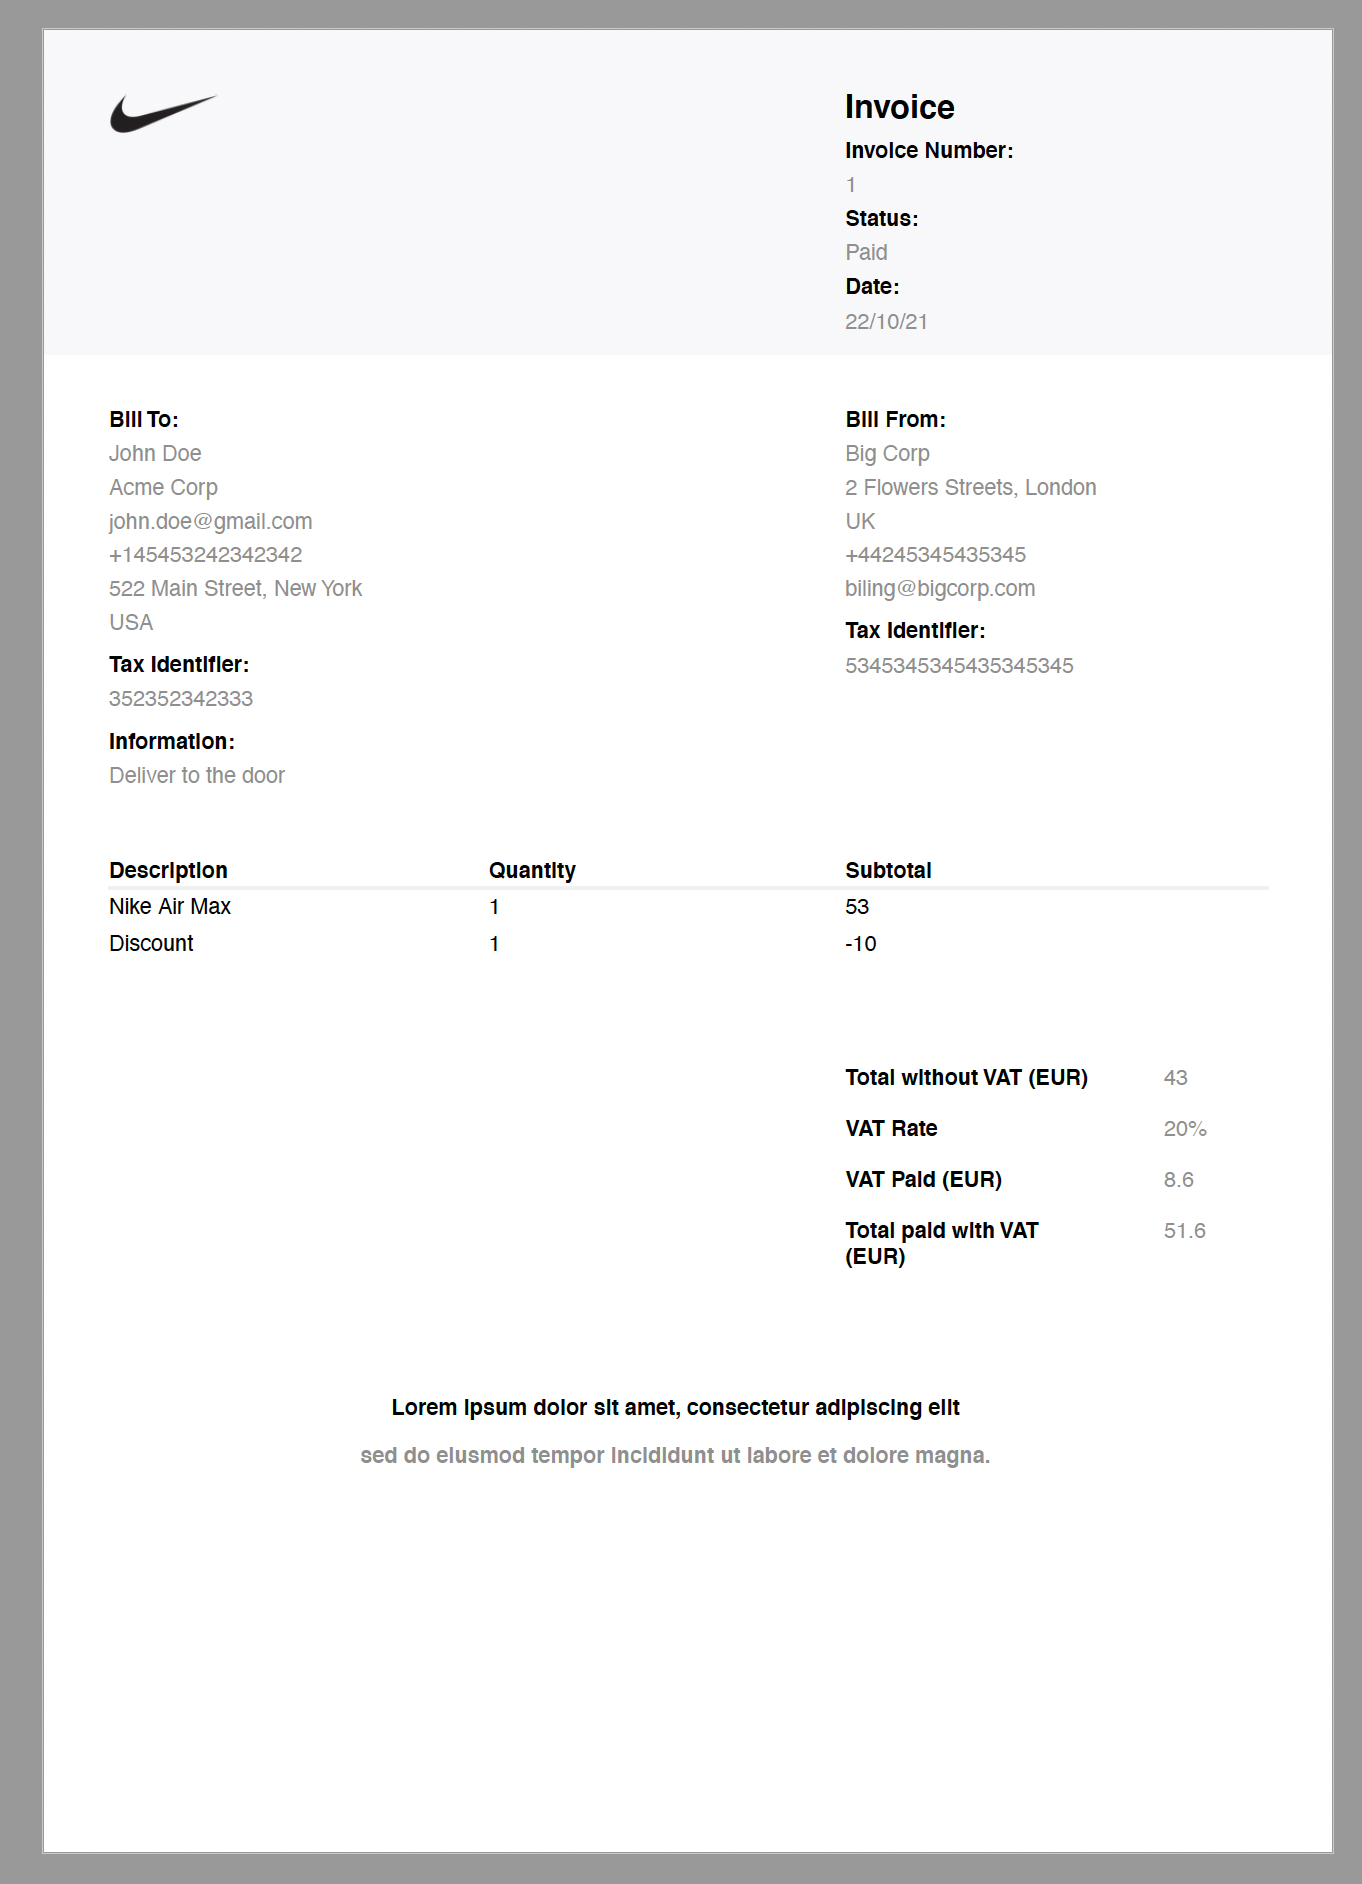 Invoice
Invoice Number:
1
Status:
Paid
Date:
22/10/21
Bill To:
John Doe
Acme Corp
john.doe@gmail.com
+145453242342342
522 Main Street, New York
USA
Tax Identifier:
352352342333
Information:
Deliver to the door
Bill From:
Big Corp
2 Flowers Streets, London
UK
+44245345435345
biling@bigcorp.com
Tax Identifier:
5345345345435345345
Description Quantity Subtotal
Nike Air Max 1 53
Discount 1 -10
Total without VAT (EUR) 43
VAT Rate 20%
VAT Paid (EUR) 8.6
Total paid with VAT 51.6
(EUR)
Lorem ipsum dolor sit amet, consectetur adipiscing elit
sed do eiusmod tempor incididunt ut labore et dolore magna.